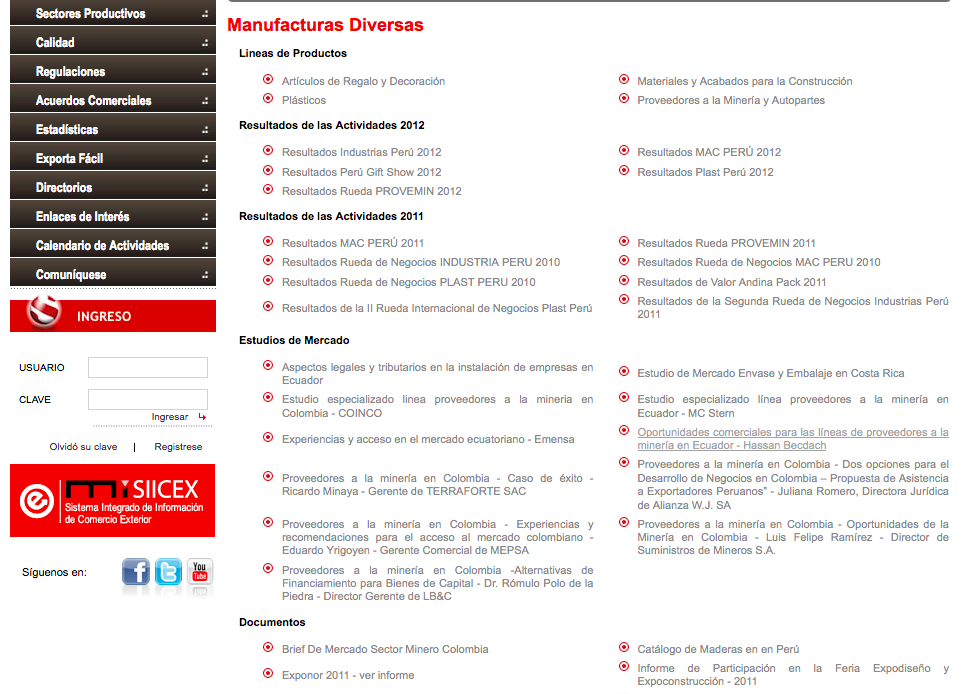 Sectores Productivos
Calidad
Regulaciones
Acuerdos Comerciales
Estadísticas
Exporta Fácil
Directorios
Enlaces de Interés
Calendario de Actividades
Comuníquese
INGRESO
USUARIO
CLAVE
Ingresar
Olvidó su clave | Registrese
mi SIICEX
Sistema Integrado de Información
de Comercio Exterior
Síguenos en:
f
t
You
Tube
Manufacturas Diversas
Lineas de Productos
Artículos de Regalo y Decoración
Materiales y Acabados para la Construcción
Plásticos
Proveedores a la Minería y Autopartes
Resultados de las Actividades 2012
Resultados Industrias Perú 2012
Resultados MAC PERÚ 2012
Resultados Perú Gift Show 2012
Resultados Plast Perú 2012
Resultados Rueda PROVEMIN 2012
Resultados de las Actividades 2011
Resultados MAC PERÚ 2011
Resultados Rueda PROVEMIN 2011
Resultados Rueda de Negocios INDUSTRIA PERU 2010
Resultados Rueda de Negocios MAC PERU 2010
Resultados Rueda de Negocios PLAST PERU 2010
Resultados de Valor Andina Pack 2011
Resultados de la II Rueda Internacional de Negocios Plast Perú
Resultados de la Segunda Rueda de Negocios Industrias Perú
2011
Estudios de Mercado
Aspectos legales y tributarios en la instalación de empresas en
Ecuador
Estudio de Mercado Envase y Embalaje en Costa Rica
Estudio especializado linea proveedores a la mineria en
Colombia - COINCO
Estudio especializado línea proveedores a la minería en
Ecuador - MC Stern
Experiencias y acceso en el mercado ecuatoriano - Emensa
Oportunidades comerciales para las líneas de proveedores a la
minería en Ecuador - Hassan Becdach
Proveedores a la minería en Colombia - Caso de éxito -
Ricardo Minaya - Gerente de TERRAFORTE SAC
Proveedores a la minería en Colombia - Dos opciones para el
Desarrollo de Negocios en Colombia – Propuesta de Asistencia
a Exportadores Peruanos" - Juliana Romero, Directora Jurídica
de Alianza W.J. SA
Proveedores a la minería en Colombia - Experiencias y
recomendaciones para el acceso al mercado colombiano -
Eduardo Yrigoyen - Gerente Comercial de MEPSA
Proveedores a la minería en Colombia - Oportunidades de la
Minería en Colombia - Luis Felipe Ramírez - Director de
Suministros de Mineros S.A.
Proveedores a la minería en Colombia -Alternativas de
Financiamiento para Bienes de Capital - Dr. Rómulo Polo de la
Piedra - Director Gerente de LB&C
Documentos
Brief De Mercado Sector Minero Colombia
Catálogo de Maderas en en Perú
Exponor 2011 - ver informe
Informe de Participación en la Feria Expodiseño y
Expoconstrucción - 2011